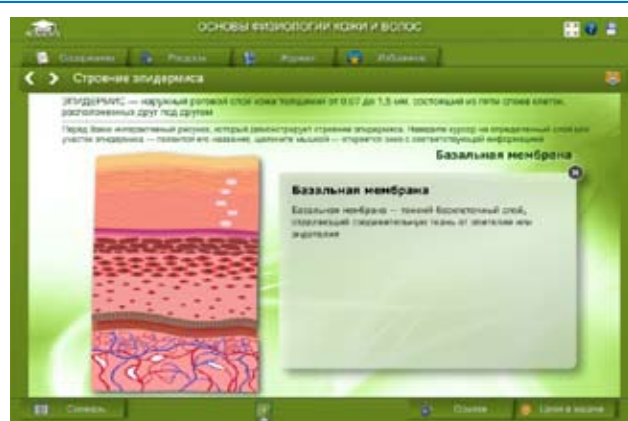 ОСНОВЫ ФИЗИОЛОГИИ КОЖИ И ВОЛОС
Содержание Ресурсы Журнал Избранное
Строение эпидермиса
ЭПИДЕРМИС — наружный роговой слой кожи толщиной от 0,07 до 1,5 мм, состоящий из пяти слоев клеток,
расположенных друг под другом
Перед Вами интерактивный рисунок, который демонстрирует строение эпидермиса. Наведите курсор на определенный слой или
участок эпидермиса — появится его название, щелкните мышкой — откроется окно с соответствующей информацией
Базальная мембрана
Базальная мембрана
Базальная мембрана — тонкий бесклеточный слой,
отделяющий соединительную ткань от эпителия или
эндотелия
Словарь Ссылки Цели и задачи